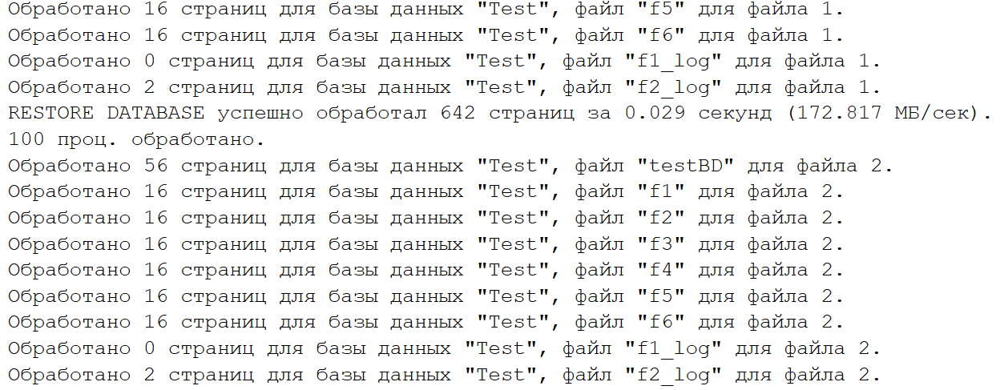 Обработано 16 страниц для базы данных "Test", файл "f5" для файла 1.
Обработано 16 страниц для базы данных "Test", файл "f6" для файла 1.
Обработано 0 страниц для базы данных "Test", файл "f1_log" для файла 1.
Обработано 2 страниц для базы данных "Test", файл "f2_log" для файла 1.
RESTORE DATABASE успешно обработал 642 страниц за 0.029 секунд (172.817 МБ/сек).
100 проц. обработано.
Обработано 56 страниц для базы данных "Test", файл "testBD" для файла 2.
Обработано 16 страниц для базы данных "Test", файл "f1" для файла 2.
Обработано 16 страниц для базы данных "Test", файл "f2" для файла 2.
Обработано 16 страниц для базы данных "Test", файл "f3" для файла 2.
Обработано 16 страниц для базы данных "Test", файл "f4" для файла 2.
Обработано 16 страниц для базы данных "Test", файл "f5" для файла 2.
Обработано 16 страниц для базы данных "Test", файл "f6" для файла 2.
Обработано 0 страниц для базы данных "Test", файл "f1_log" для файла 2.
Обработано 2 страниц для базы данных "Test", файл "f2_log" для файла 2.